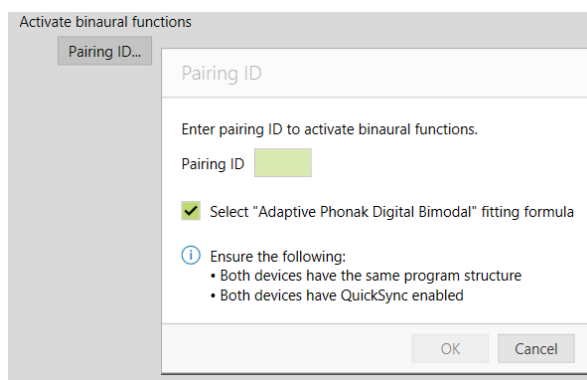 Activate binaural functions
Pairing ID...
Pairing ID
Enter pairing ID to activate binaural functions.
Pairing ID
Select "Adaptive Phonak Digital Bimodal" fitting formula
Ensure the following:
• Both devices have the same program structure
• Both devices have QuickSync enabled
OK
Cancel